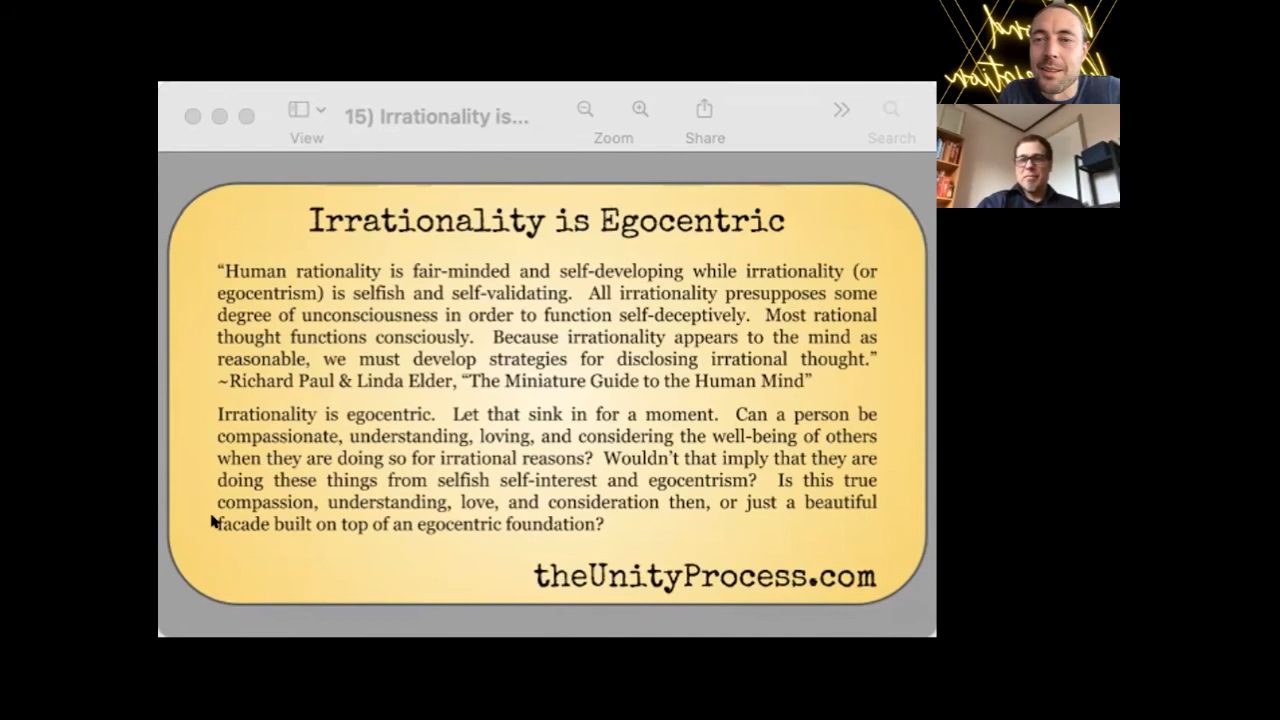 15) Irrationality is...
View
Zoom
Share
Search
Irrationality is Egocentric
“Human rationality is fair-minded and self-developing while irrationality (or
egocentrism) is selfish and self-validating. All irrationality presupposes some
degree of unconsciousness in order to function self-deceptively. Most rational
thought functions consciously. Because irrationality appears to the mind as
reasonable, we must develop strategies for disclosing irrational thought.”
~Richard Paul & Linda Elder, “The Miniature Guide to the Human Mind”
Irrationality is egocentric. Let that sink in for a moment. Can a person be
compassionate, understanding, loving, and considering the well-being of others
when they are doing so for irrational reasons? Wouldn’t that imply that they are
doing these things from selfish self-interest and egocentrism? Is this true
compassion, understanding, love, and consideration then, or just a beautiful
facade built on top of an egocentric foundation?
theUnityProcess.com